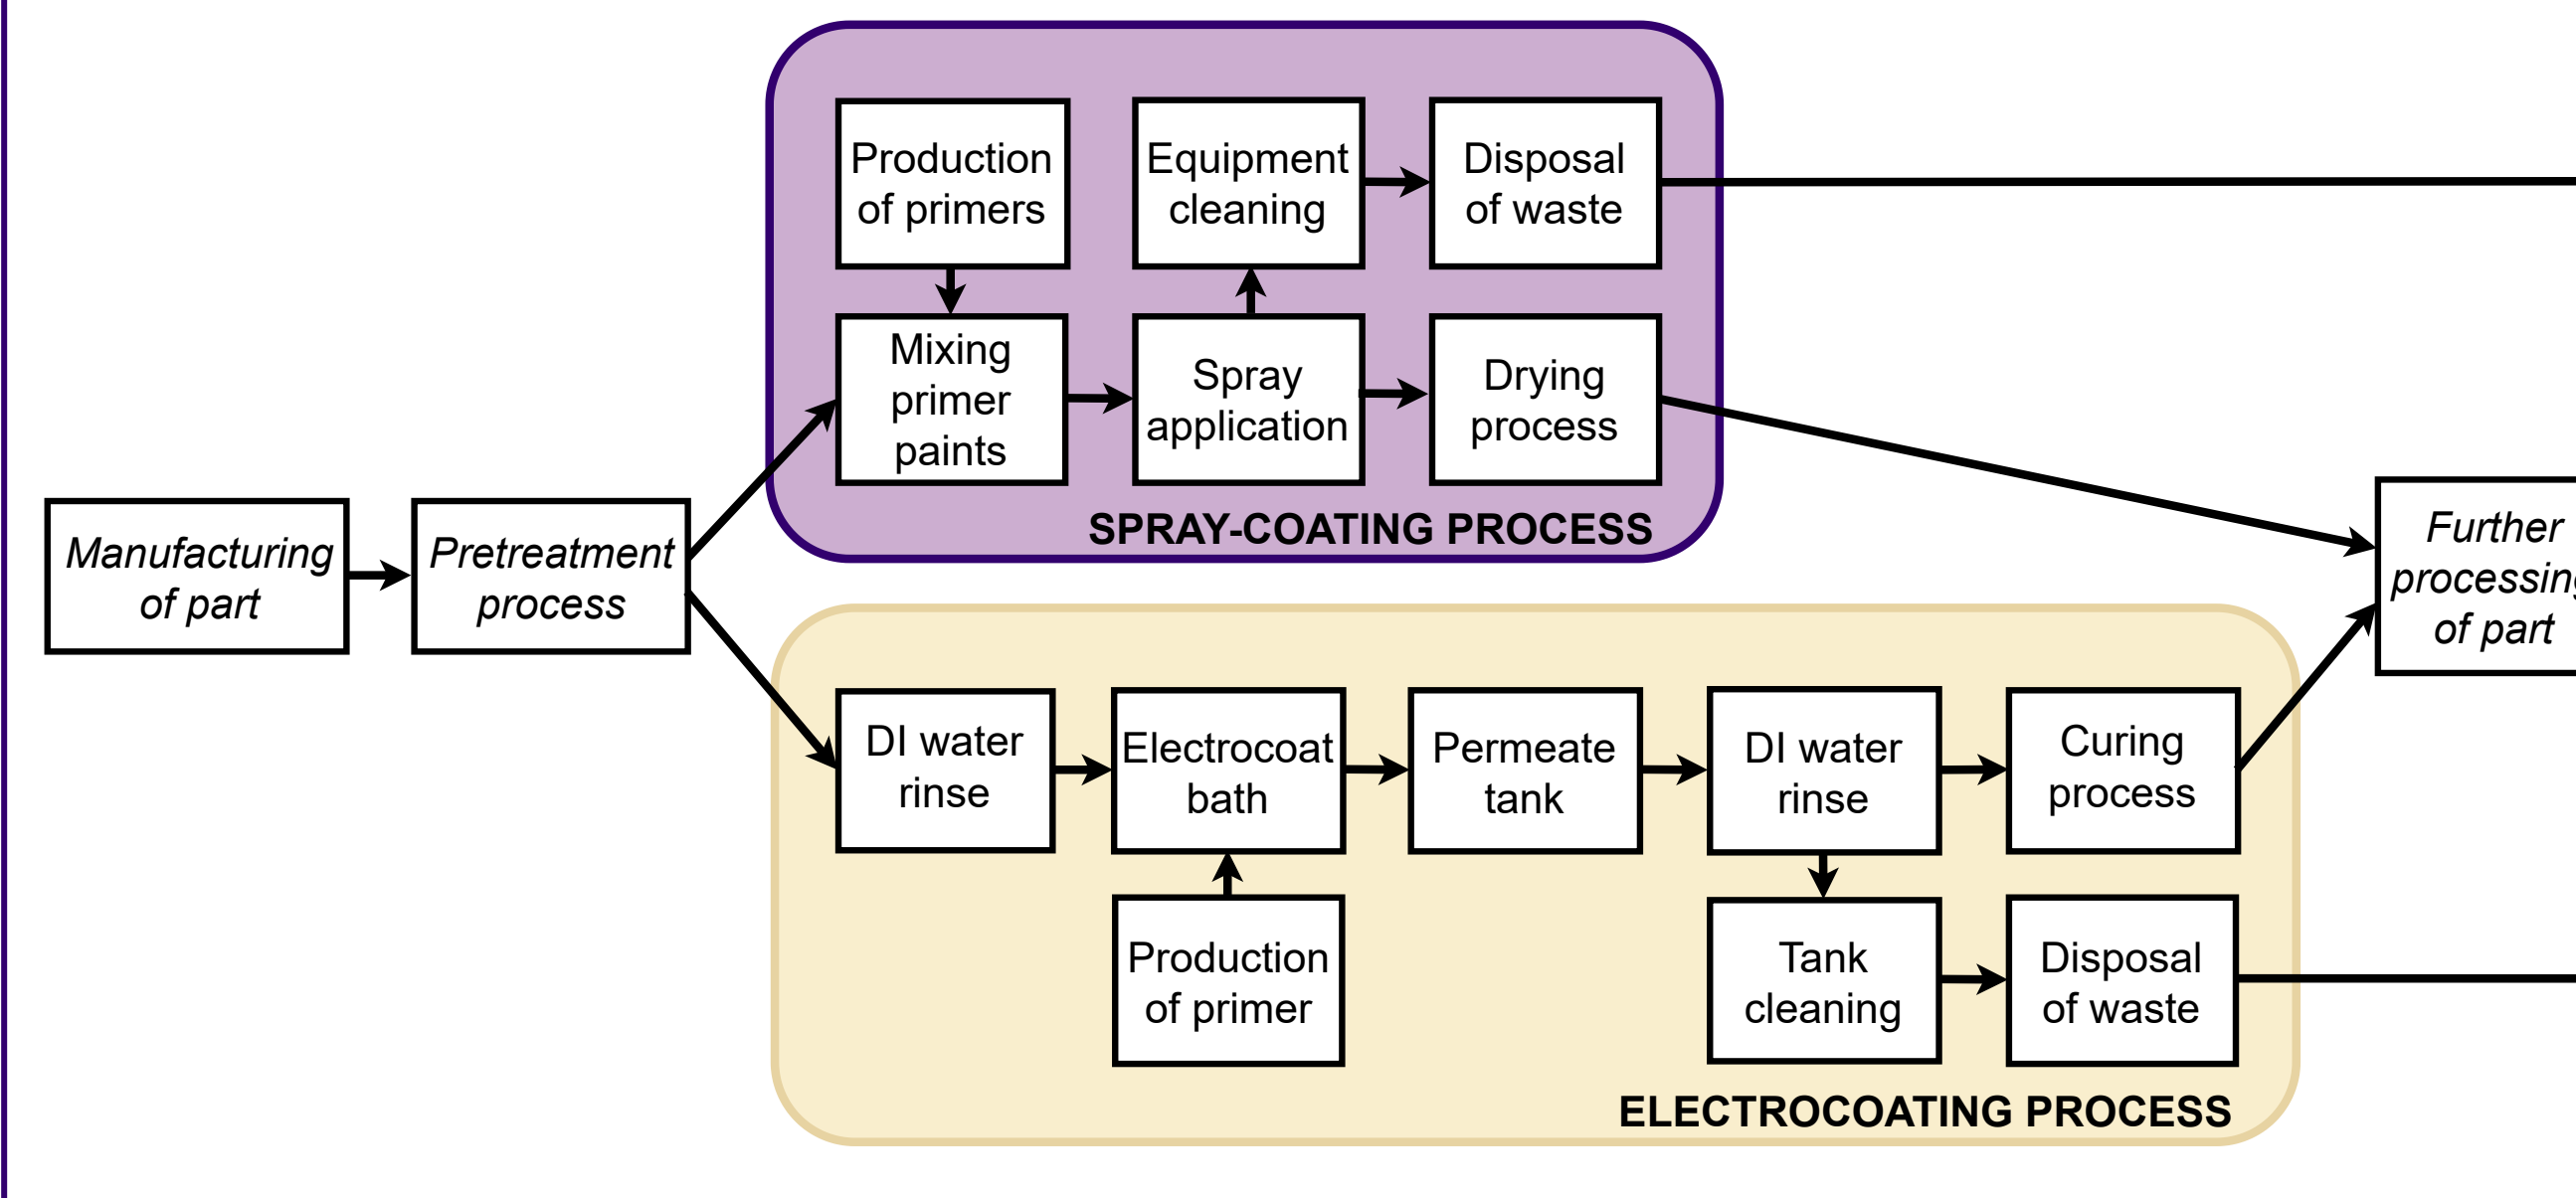 Production
of primers
Equipment
cleaning
Disposal
of waste
Mixing
primer
paints
Spray
application
Drying
process
SPRAY-COATING PROCESS
Manufacturing
of part
Pretreatment
process
Further
processing
of part
DI water
rinse
Electrocoat
bath
Permeate
tank
DI water
rinse
Curing
process
Production
of primer
Tank
cleaning
Disposal
of waste
ELECTROCOATING PROCESS